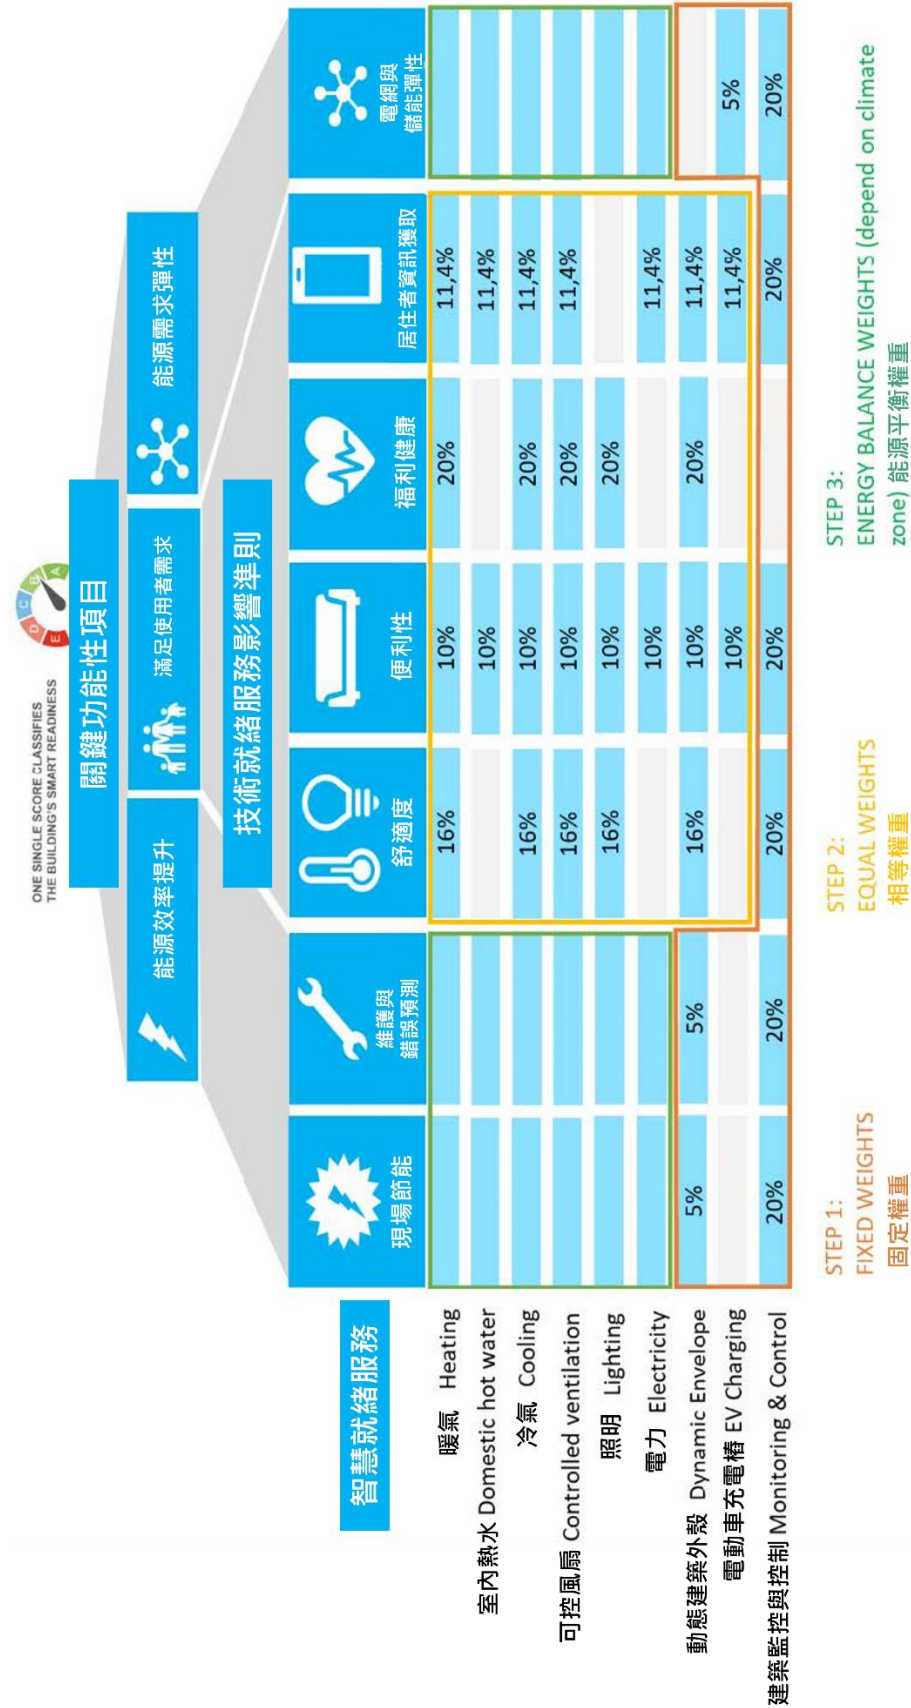 ONE SINGLE SCORE CLASSIFIES
THE BUILDING'S SMART READINESS
E D C B A
關鍵功能性項目
能源效率提升 滿足使用者需求 能源需求彈性
技術就緒服務影響準則
智慧就緒服務
現場節能
維護與
錯誤預測
舒適度
便利性
福利健康
居住者資訊獲取
電網與
儲能彈性
暖氣 Heating 16% 10% 20% 11,4%
室內熱水 Domestic hot water 10% 11,4%
冷氣 Cooling 16% 10% 20% 11,4%
可控風扇 Controlled ventilation 16% 10% 20% 11,4%
照明 Lighting 16% 10% 20%
電力 Electricity 10% 11,4%
動態建築外殼 Dynamic Envelope 5% 5% 16% 10% 20% 11,4%
電動車充電樁 EV Charging 10% 11,4% 5%
建築監控與控制 Monitoring & Control 20% 20% 20% 20% 20% 20%
STEP 1:
FIXED WEIGHTS
固定權重
STEP 2:
EQUAL WEIGHTS
相等權重
STEP 3:
ENERGY BALANCE WEIGHTS (depend on climate
zone) 能源平衡權重